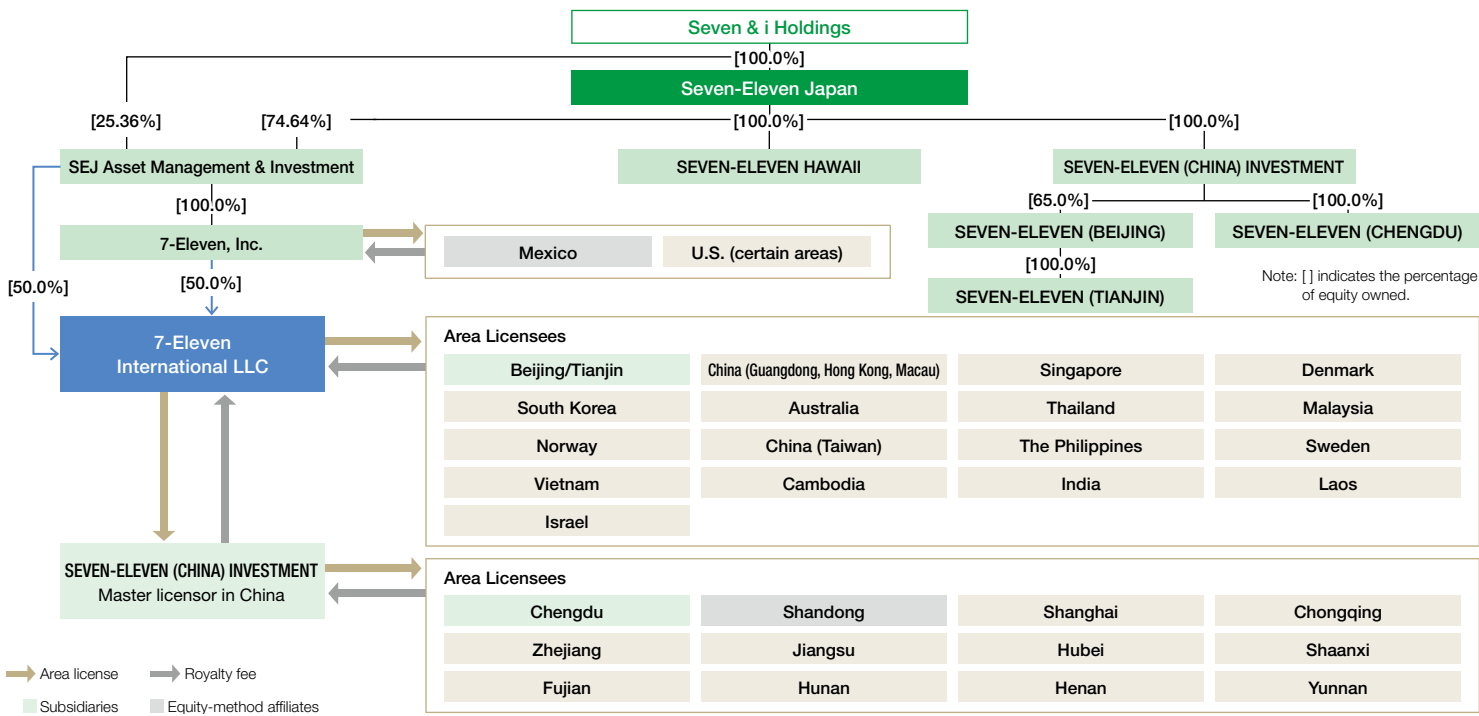 Seven & i Holdings
[100.0%]
Seven-Eleven Japan
[25.36%]
[74.64%]
[100.0%]
[100.0%]
SEJ Asset Management & Investment
SEVEN-ELEVEN HAWAII
SEVEN-ELEVEN (CHINA) INVESTMENT
[100.0%]
[65.0%]
[100.0%]
7-Eleven, Inc.
Mexico
U.S. (certain areas)
SEVEN-ELEVEN (BEIJING)
SEVEN-ELEVEN (CHENGDU)
[50.0%]
[50.0%]
[100.0%]
SEVEN-ELEVEN (TIANJIN)
Note: [ ] indicates the percentage
of equity owned.
7-Eleven
International LLC
Area Licensees
Beijing/Tianjin
China (Guangdong, Hong Kong, Macau)
Singapore
Denmark
South Korea
Australia
Thailand
Malaysia
Norway
China (Taiwan)
The Philippines
Sweden
Vietnam
Cambodia
India
Laos
Israel
SEVEN-ELEVEN (CHINA) INVESTMENT
Master licensor in China
Area Licensees
Chengdu
Shandong
Shanghai
Chongqing
Zhejiang
Jiangsu
Hubei
Shaanxi
Fujian
Hunan
Henan
Yunnan
Area license
Royalty fee
Subsidiaries
Equity-method affiliates